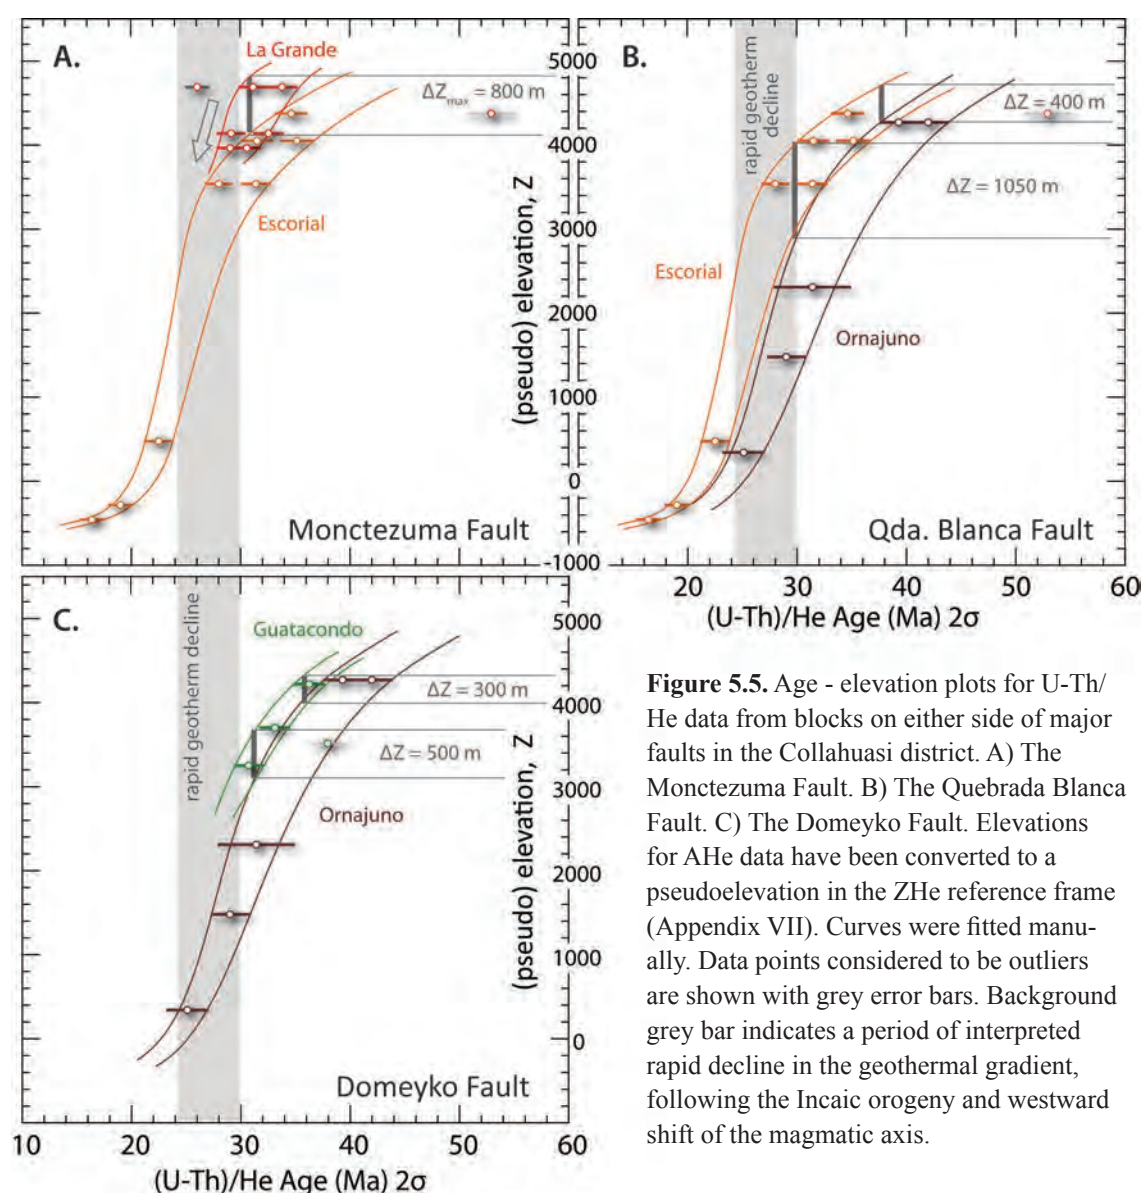 A.
La Grande
ΔZmax = 800 m
Escorial
rapid geotherm decline
Monctezuma Fault
5000
4000
3000
2000
1000
0
-1000
(pseudo) elevation, Z
B.
rapid geotherm
decline
ΔZ = 400 m
ΔZ = 1050 m
Escorial
Ornajuno
Qda. Blanca Fault
20 30 40 50 60
(U-Th)/He Age (Ma) 2σ
C.
rapid geotherm decline
Guatacondo
ΔZ = 300 m
ΔZ = 500 m
Ornajuno
Domeyko Fault
5000
4000
3000
2000
1000
0
(pseudo) elevation, Z
10 20 30 40 50 60
(U-Th)/He Age (Ma) 2σ
Figure 5.5. Age - elevation plots for U-Th/
He data from blocks on either side of major
faults in the Collahuasi district. A) The
Monctezuma Fault. B) The Quebrada Blanca
Fault. C) The Domeyko Fault. Elevations
for AHe data have been converted to a
pseudoelevation in the ZHe reference frame
(Appendix VII). Curves were fitted manu-
ally. Data points considered to be outliers
are shown with grey error bars. Background
grey bar indicates a period of interpreted
rapid decline in the geothermal gradient,
following the Incaic orogeny and westward
shift of the magmatic axis.